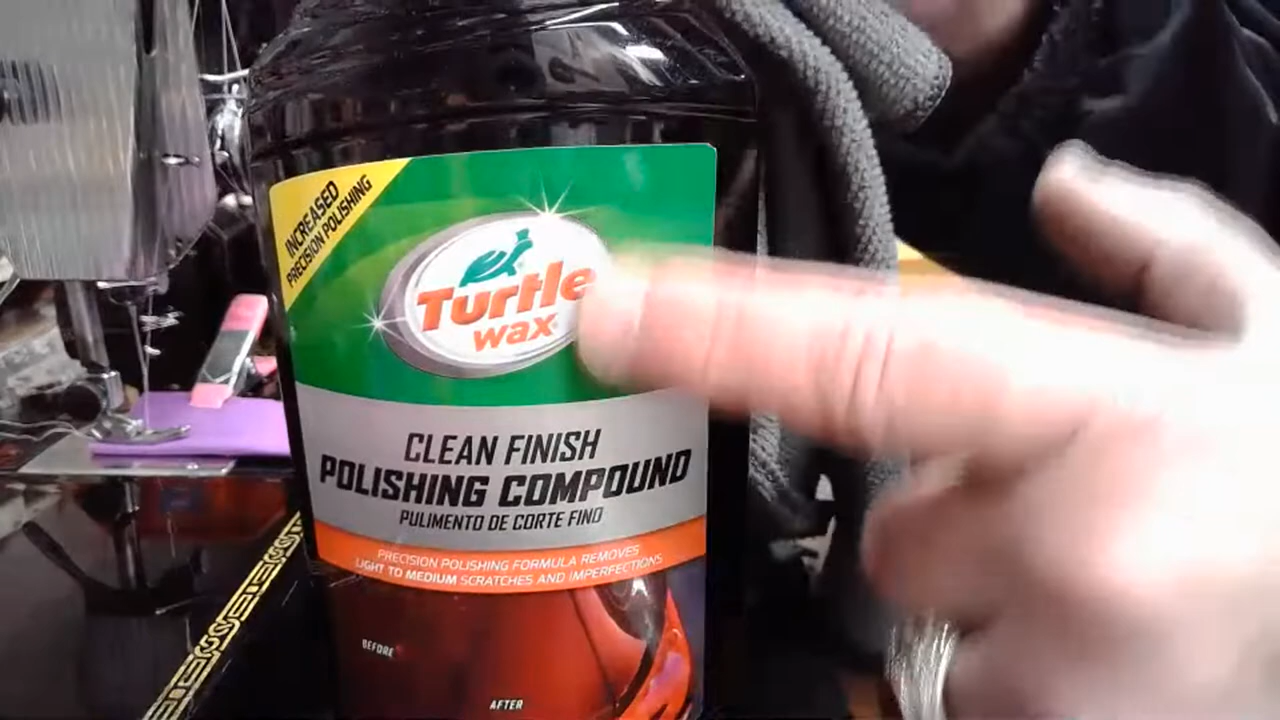 INCREASED
PRECISION POLISHING
Turtle
wax
CLEAN FINISH
POLISHING COMPOUND
PULIMENTO DE CORTE FINO
PRECISION POLISHING FORMULA REMOVES
LIGHT TO MEDIUM SCRATCHES AND IMPERFECTIONS
BEFORE
AFTER